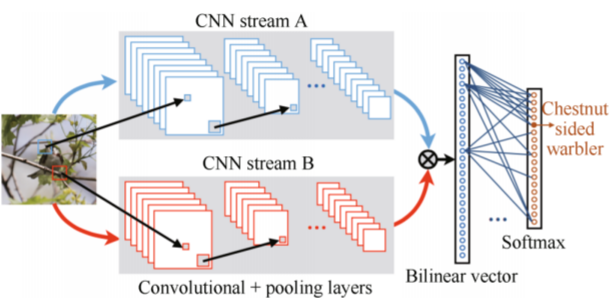 CNN stream A
CNN stream B
Convolutional + pooling layers
Bilinear vector
Softmax
Chestnut
sided
warbler